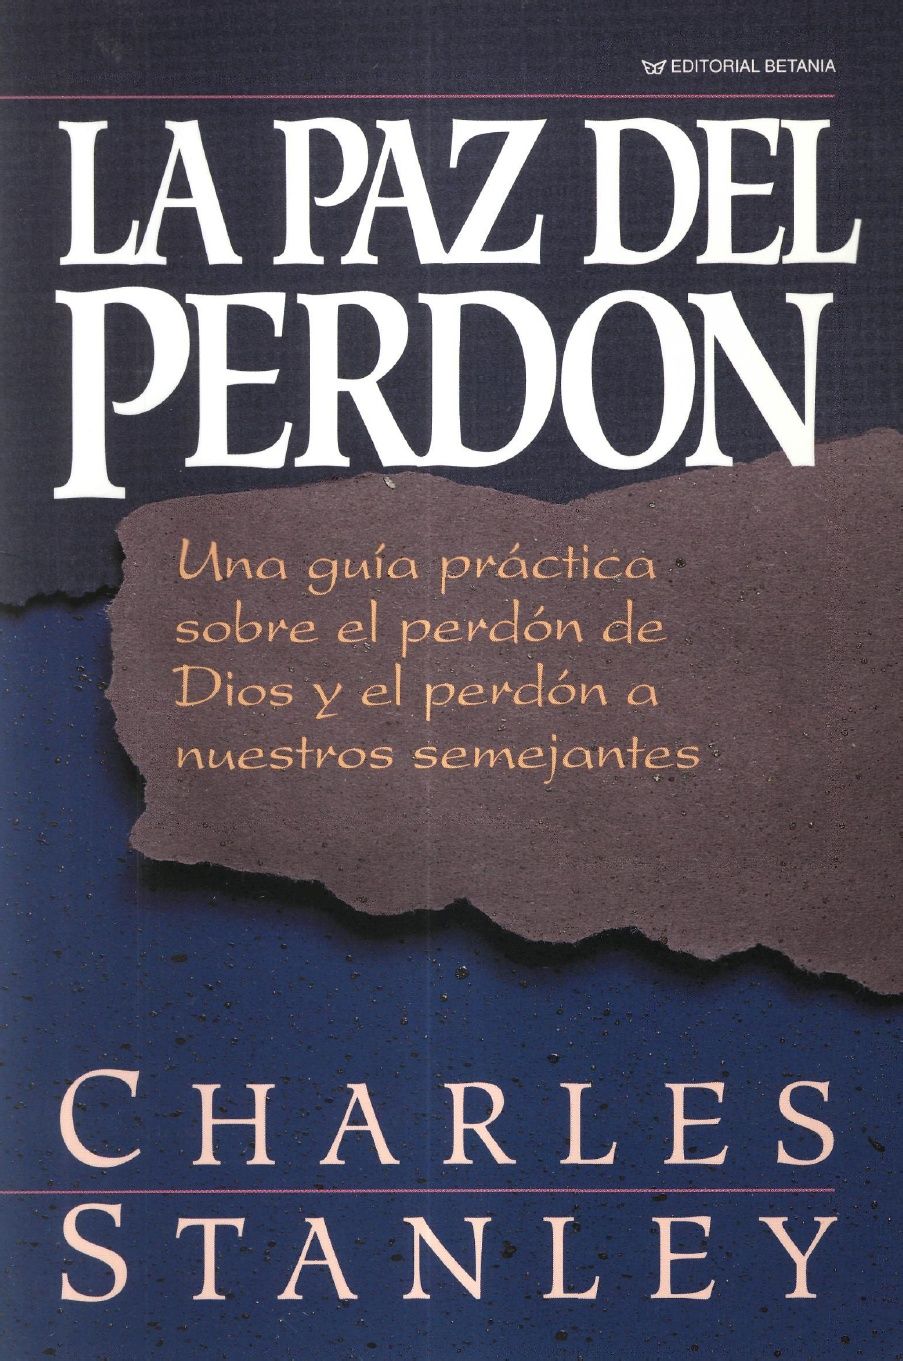 EDITORIAL BETANIA
LA PAZ DEL
PERDON
Una guía práctica
sobre el perdón de
Dios y el perdón a
nuestros semejantes
CHARLES
STANLEY